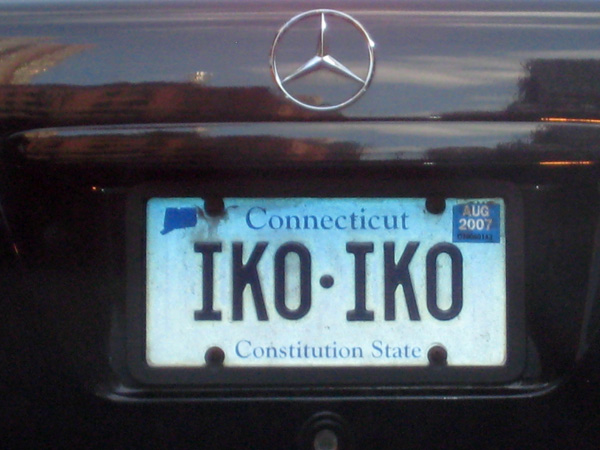 Connecticut
AUG
2007
IKO·IKO
Constitution State